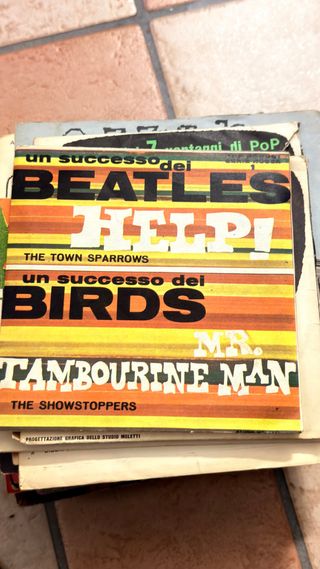 7 vantaggi di PoP
un successo dei
BEATLES
HELP!
THE TOWN SPARROWS
un successo dei
BIRDS
MR.
TAMBOURINE MAN
THE SHOWSTOPPERS
PROGETTAZIONE GRAFICA DELLO STUDIO MOLETTI